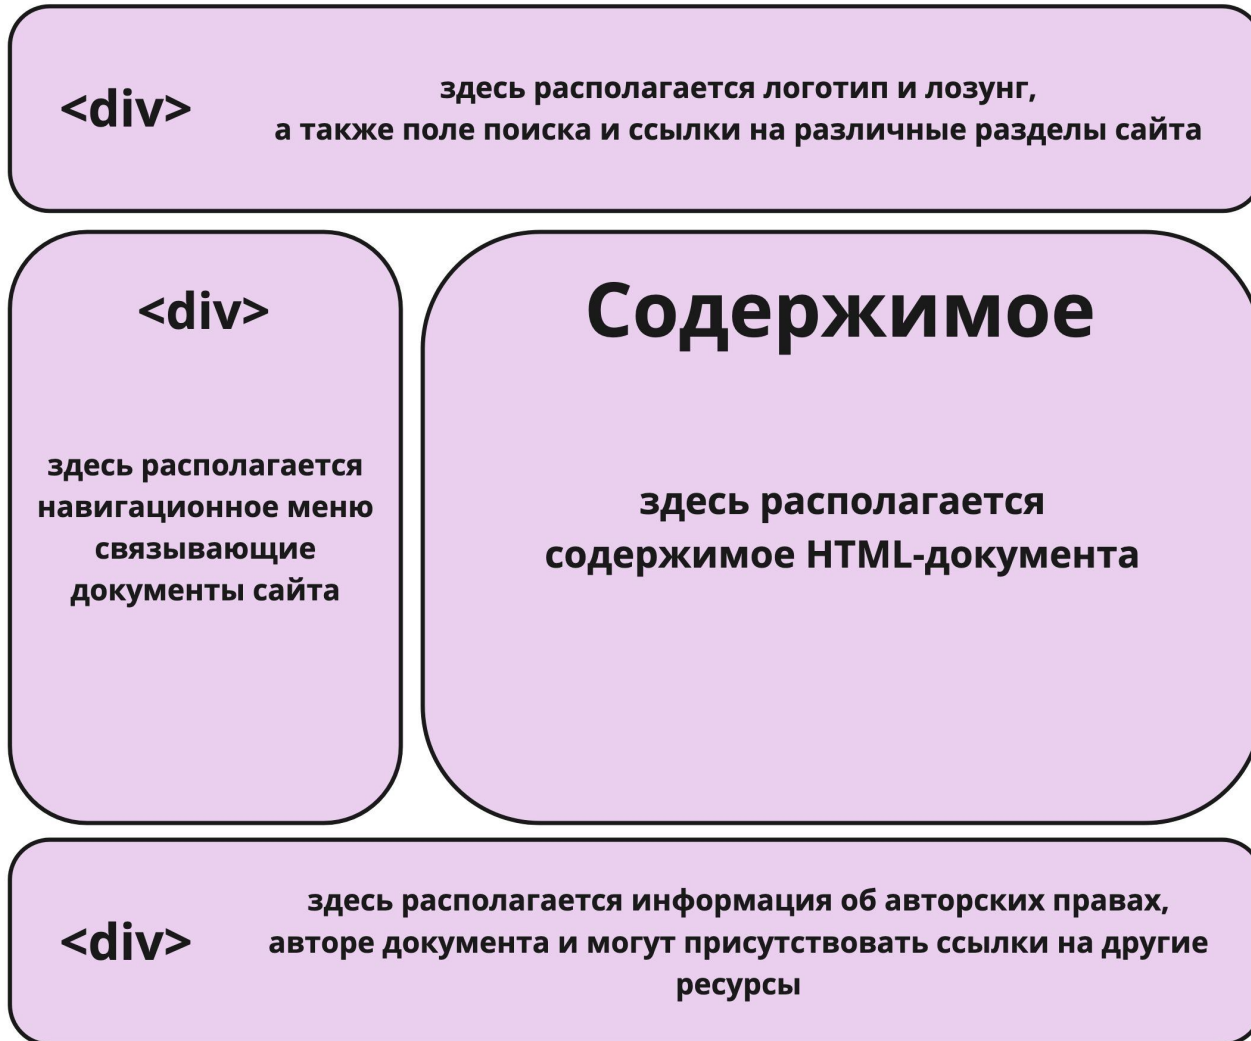 <div>
здесь располагается логотип и лозунг,
а также поле поиска и ссылки на различные разделы сайта
<div>
здесь располагается
навигационное меню
связывающие
документы сайта
Содержимое
здесь располагается
содержимое HTML-документа
<div>
здесь располагается информация об авторских правах,
авторе документа и могут присутствовать ссылки на другие
ресурсы